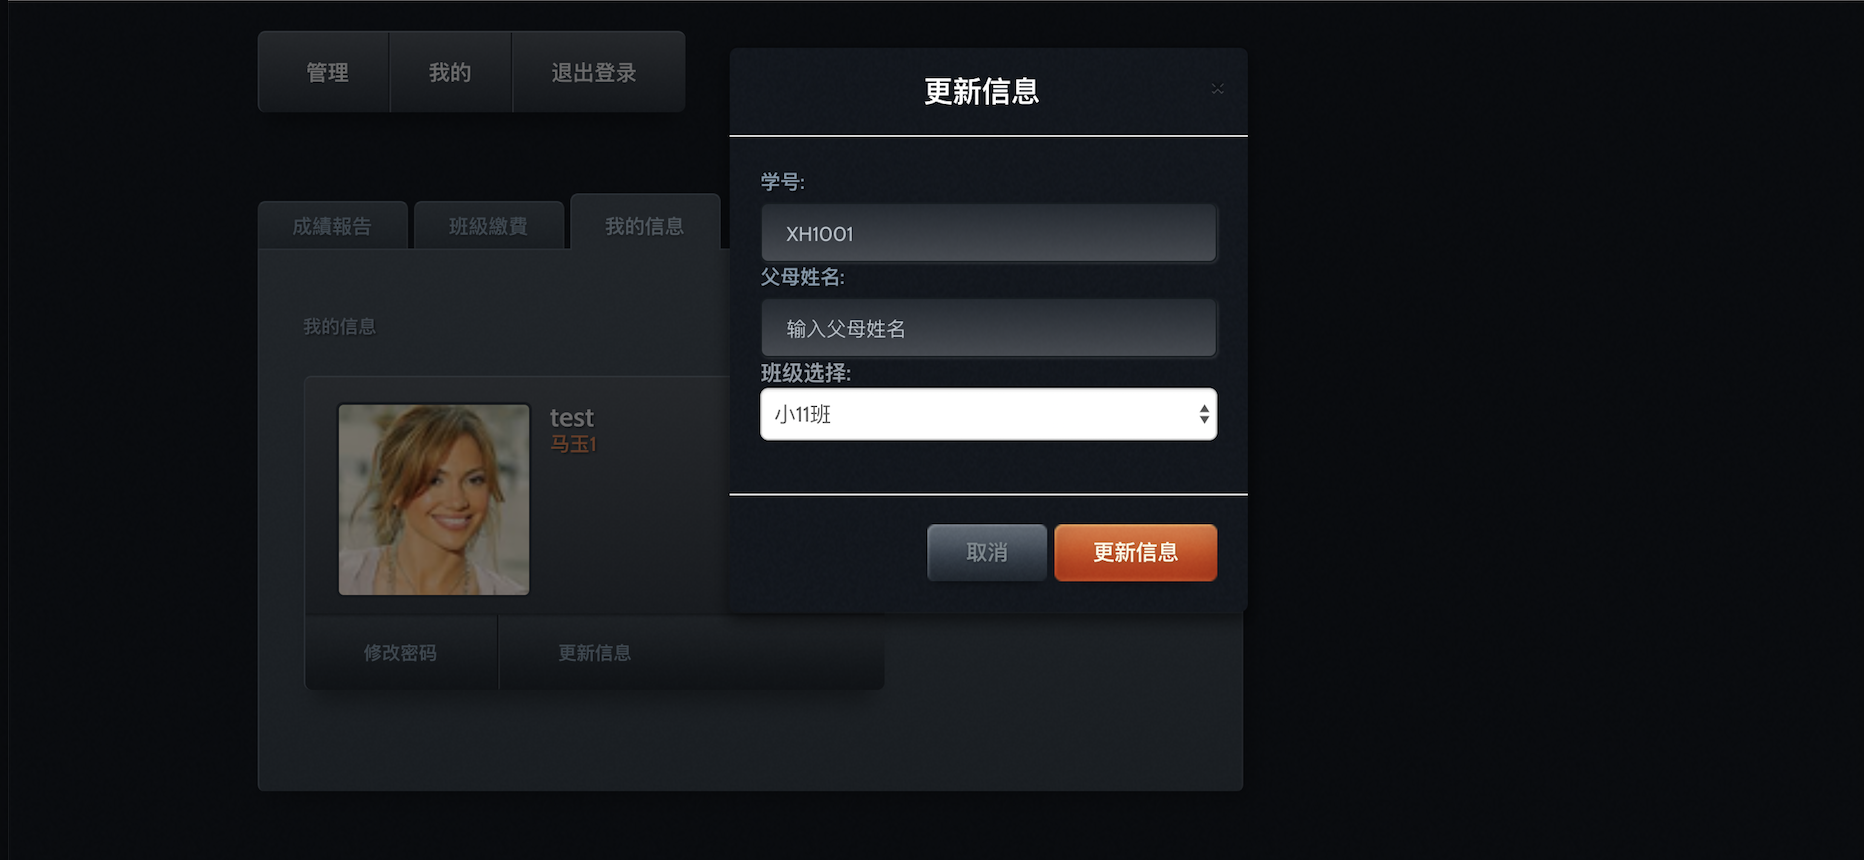 管理
我的
退出登录
成績報告
班級繳費
我的信息
我的信息
test
马玉1
修改密码
更新信息
更新信息
×
学号:
XH1001
父母姓名:
输入父母姓名
班级选择:
小11班
取消
更新信息